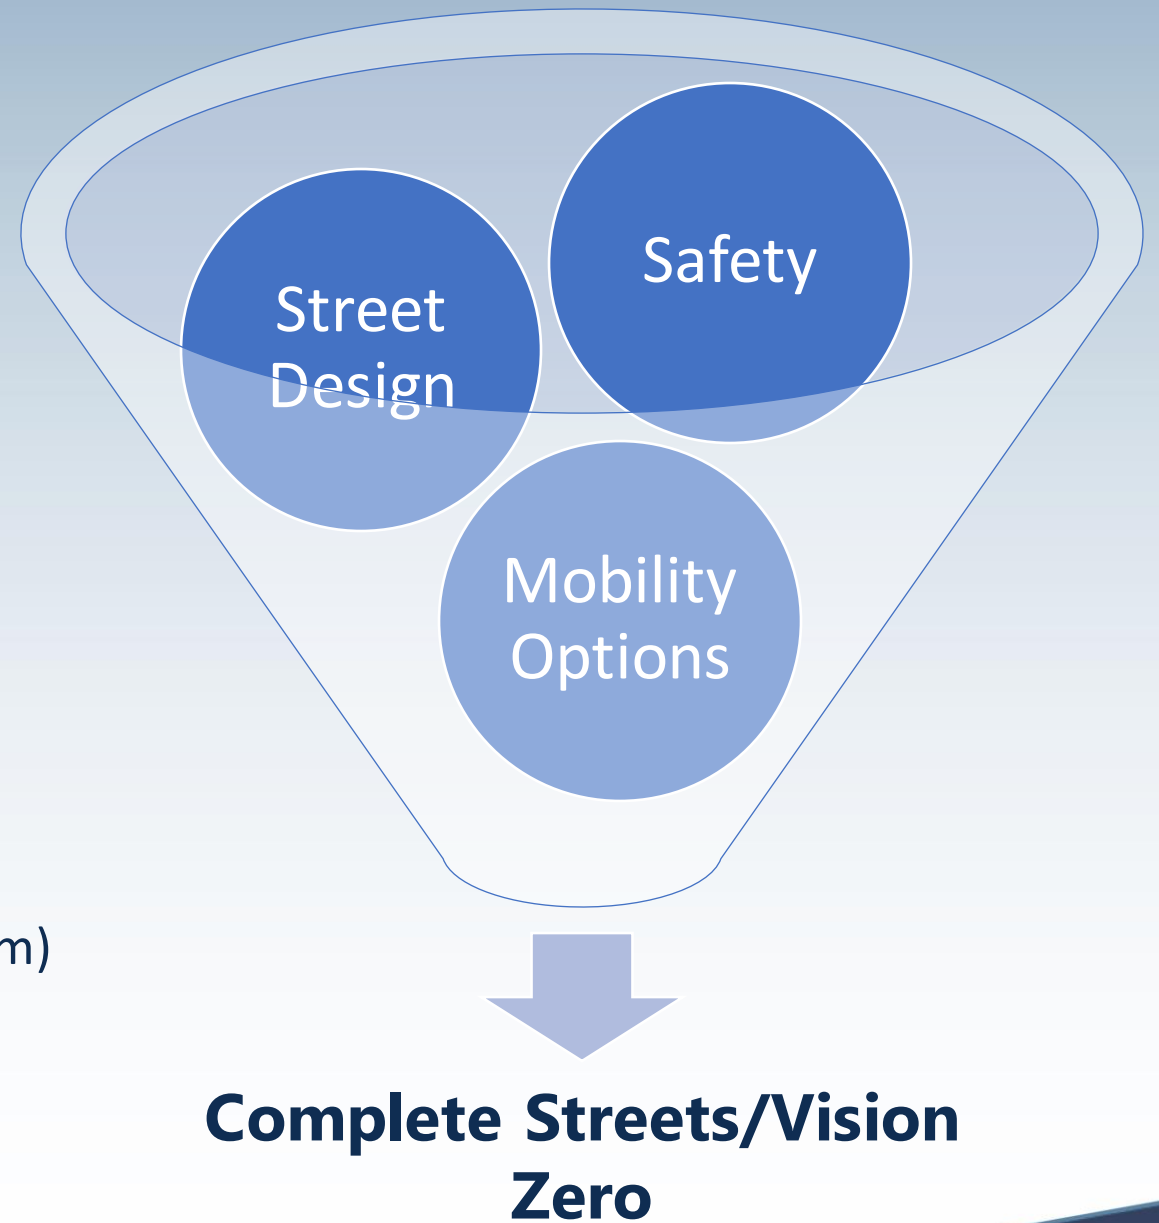 Safety
Street
Design
Mobility
Options
m)
Complete Streets/Vision
Zero